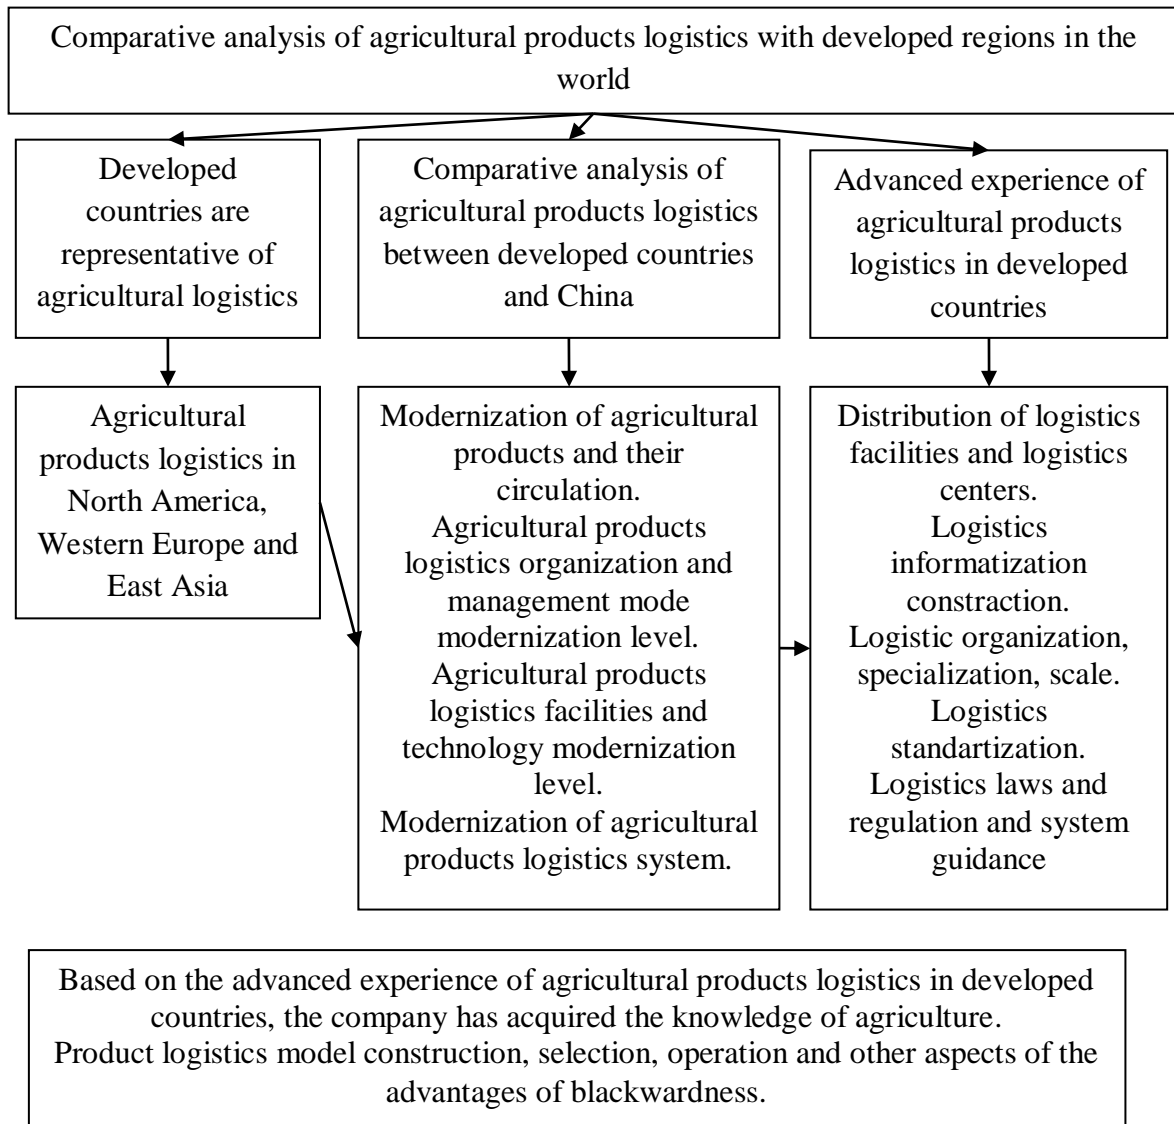 Comparative analysis of agricultural products logistics with developed regions in the
world
Developed
countries are
representative of
agricultural logistics
Comparative analysis of
agricultural products logistics
between developed countries
and China
Advanced experience of
agricultural products
logistics in developed
countries
Agricultural
products logistics in
North America,
Western Europe and
East Asia
Modernization of agricultural
products and their
circulation.
Agricultural products
logistics organization and
management mode
modernization level.
Agricultural products
logistics facilities and
technology modernization
level.
Modernization of agricultural
products logistics system.
Distribution of logistics
facilities and logistics
centers.
Logistics
informatization
constraction.
Logistic organization,
specialization, scale.
Logistics
standartization.
Logistics laws and
regulation and system
guidance
Based on the advanced experience of agricultural products logistics in developed
countries, the company has acquired the knowledge of agriculture.
Product logistics model construction, selection, operation and other aspects of the
advantages of blackwardness.